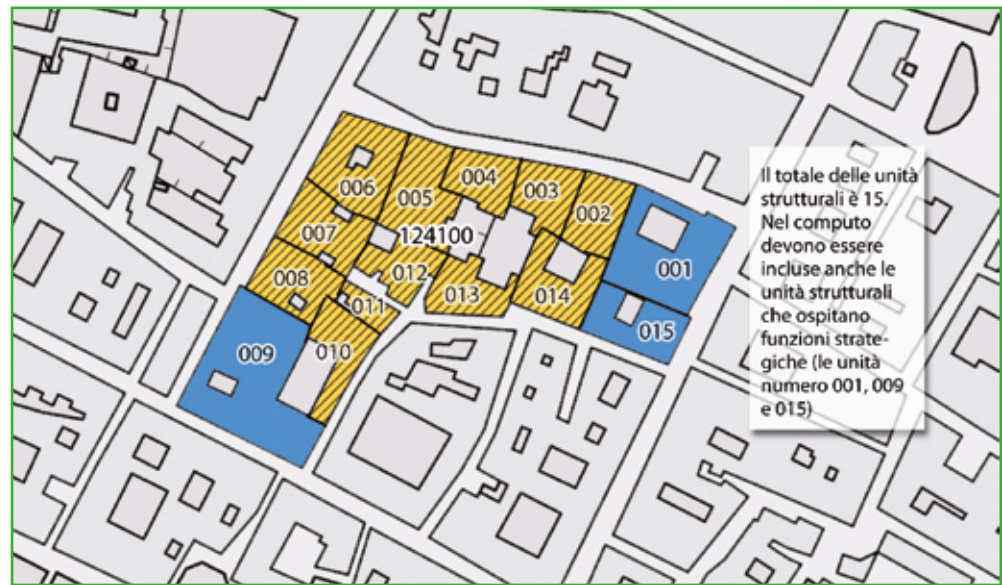 006
005
004
003
002
007
124100
001
008
012
013
014
011
015
009
010
Il totale delle unità
strutturali è 15.
Nel computo
devono essere
incluse anche le
unità strutturali
che ospitano
funzioni strate-
giche (le unità
numero 001, 009
e 015)